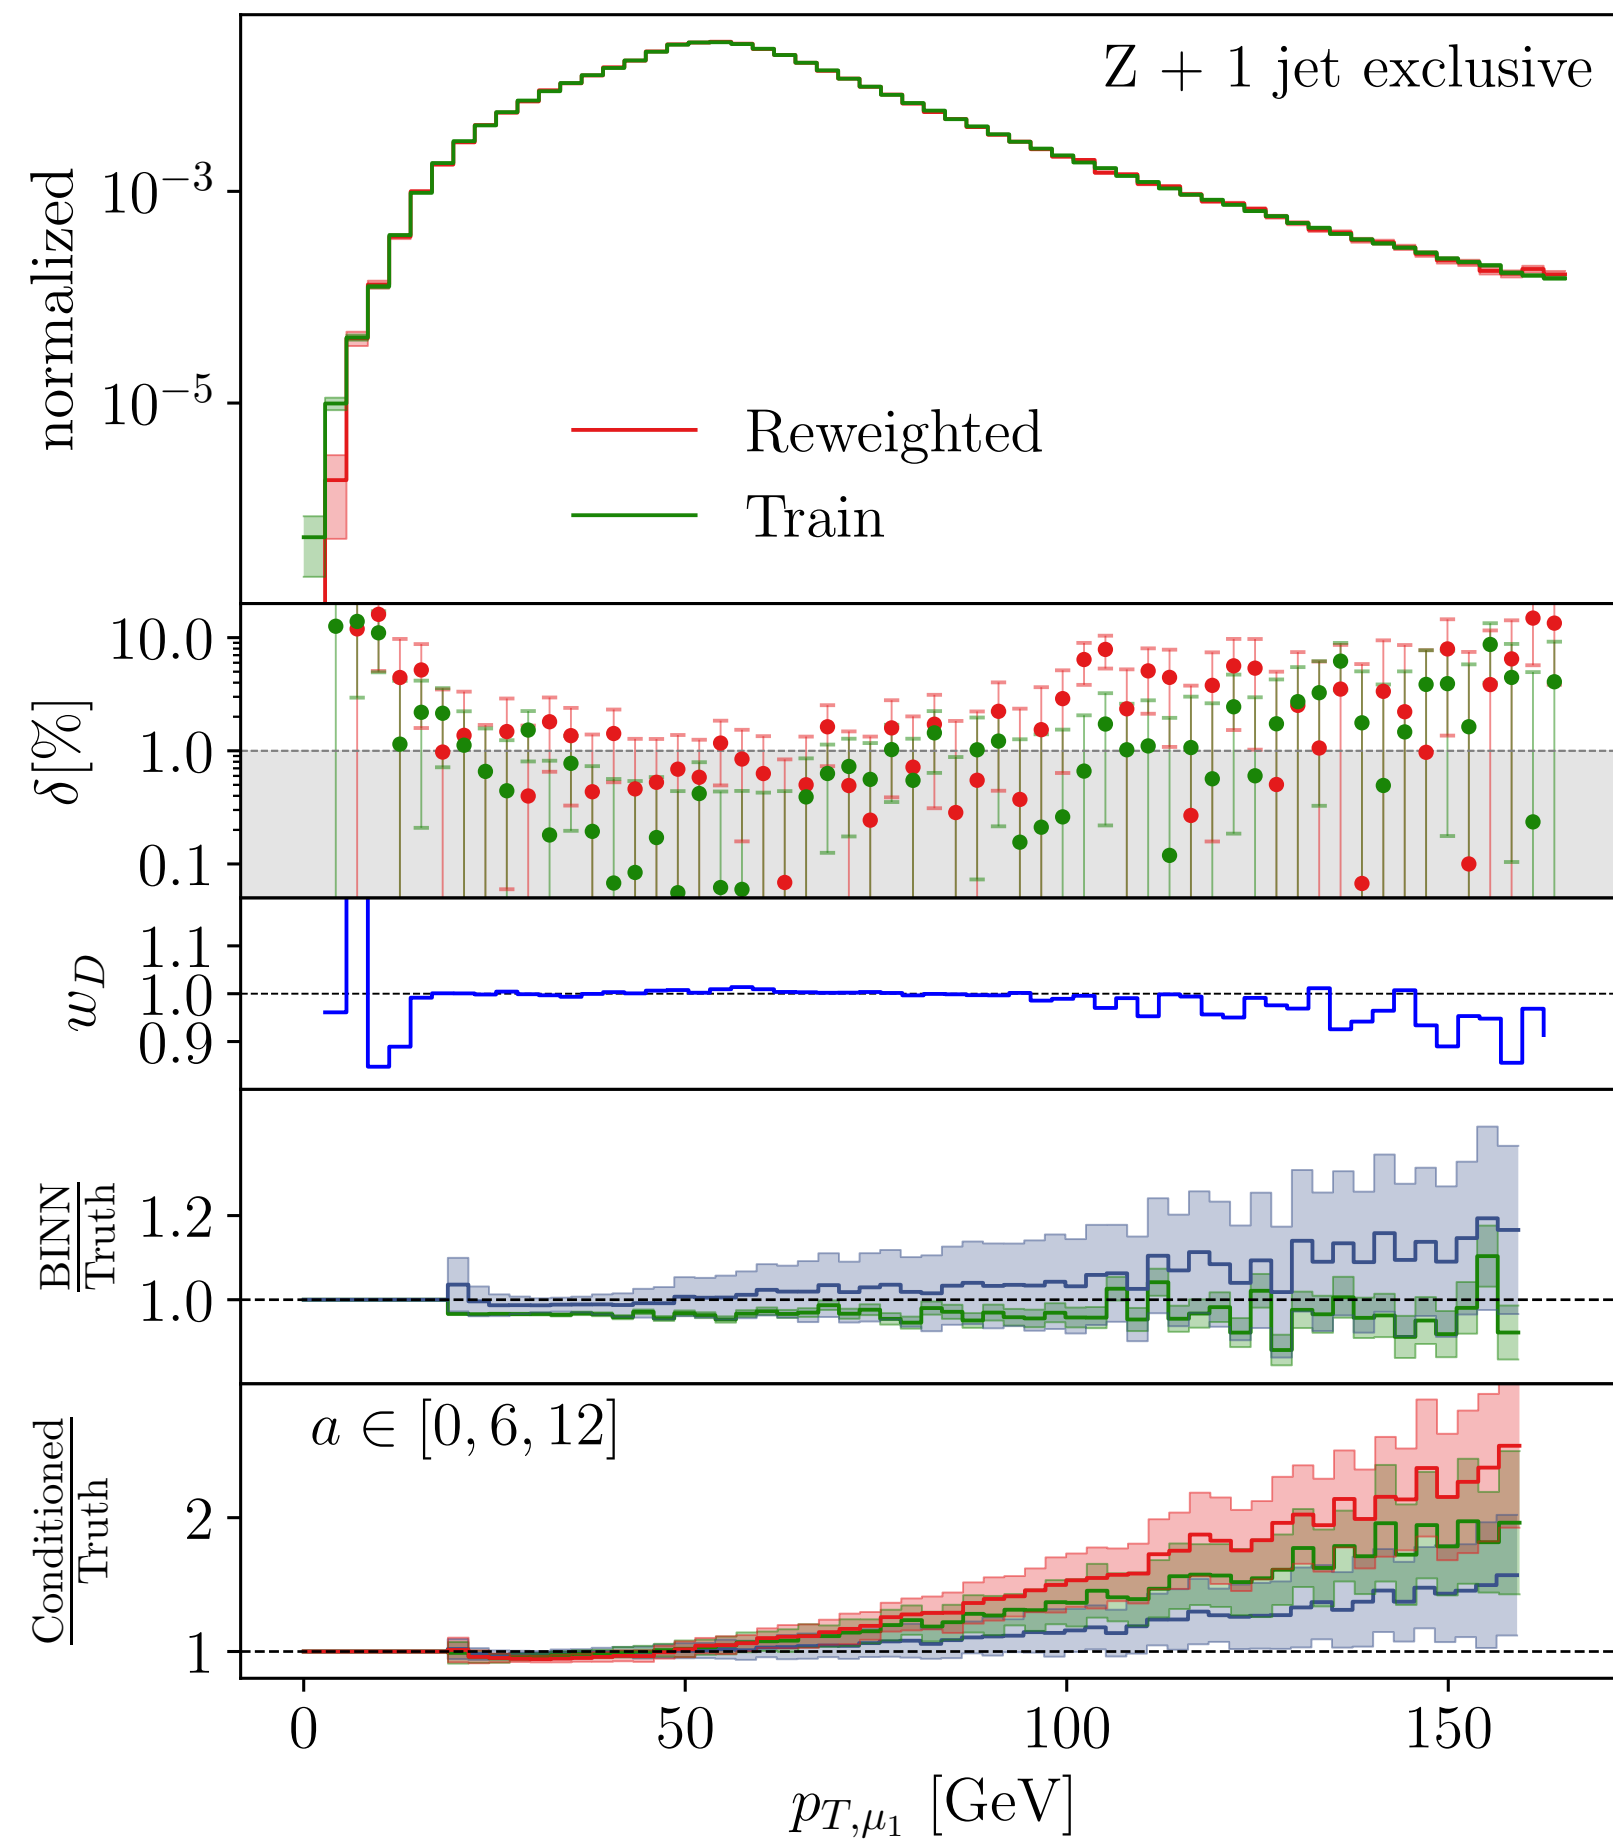 Z + 1 jet exclusive
normalized
10⁻³
10⁻⁵
Reweighted
Train
δ[%]
10.0
1.0
0.1
w_D
1.1
1.0
0.9
BINN
Truth
1.2
1.0
a ∈ [0, 6, 12]
Conditioned
Truth
2
1
0 50 100 150
p_{T,μ₁} [GeV]